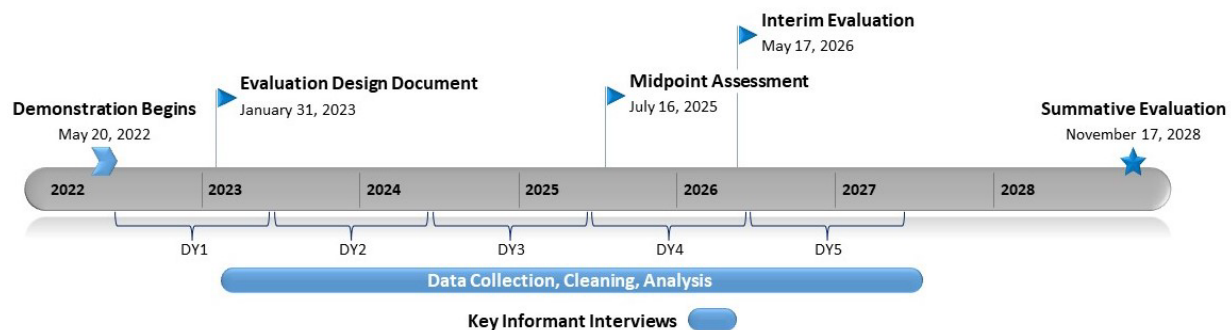 Interim Evaluation
May 17, 2026
Evaluation Design Document
January 31, 2023
Midpoint Assessment
July 16, 2025
Demonstration Begins
May 20, 2022
Summative Evaluation
November 17, 2028
2022 2023 2024 2025 2026 2027 2028
DY1 DY2 DY3 DY4 DY5
Data Collection, Cleaning, Analysis
Key Informant Interviews